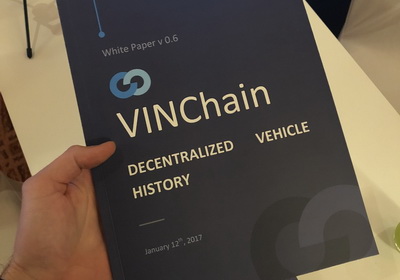 White Paper v 0.6
VINChain
DECENTRALIZED VEHICLE
HISTORY
January 12th, 2017